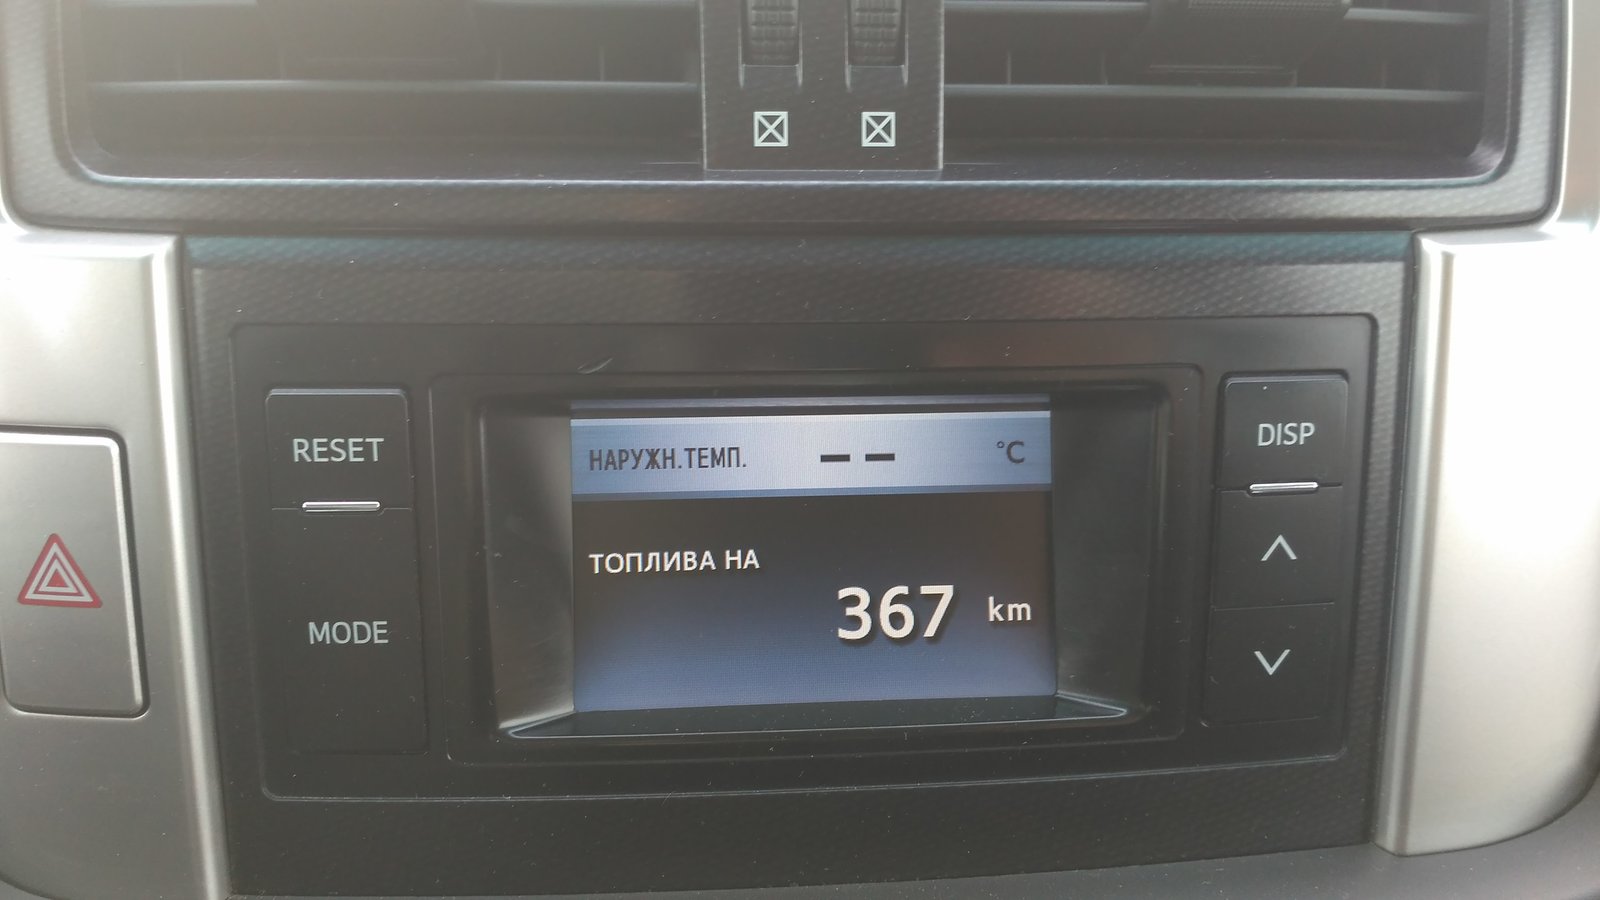 RESET
MODE
НАРУЖН.ТЕМП. -- °C
ТОПЛИВА НА
367 km
DISP